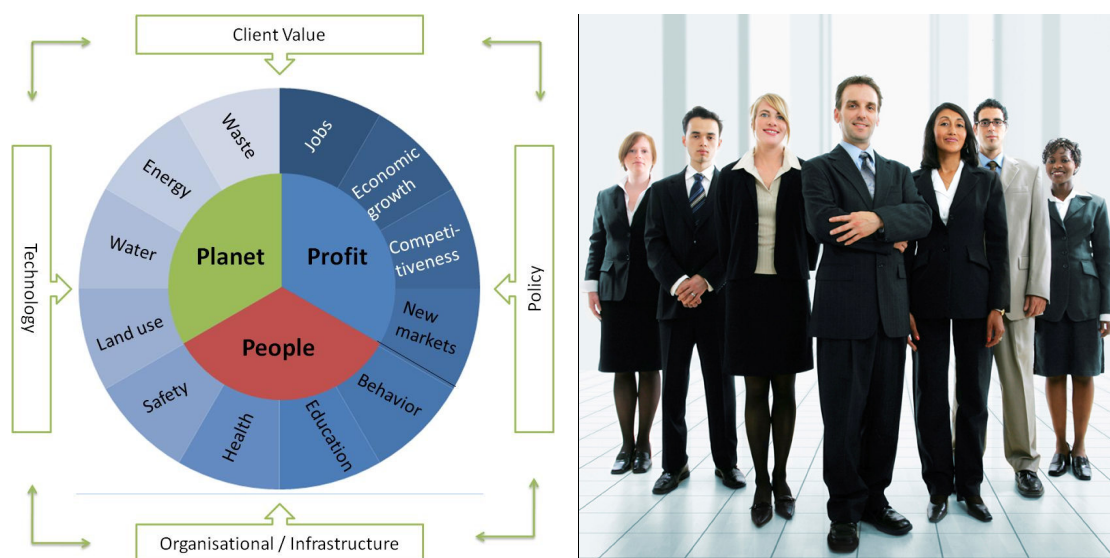 Client Value
Technology
Policy
Waste
Jobs
Energy
Economic
growth
Water
Competi-
tiveness
Planet
Profit
Land use
New
markets
People
Safety
Behavior
Health
Education
Organisational / Infrastructure